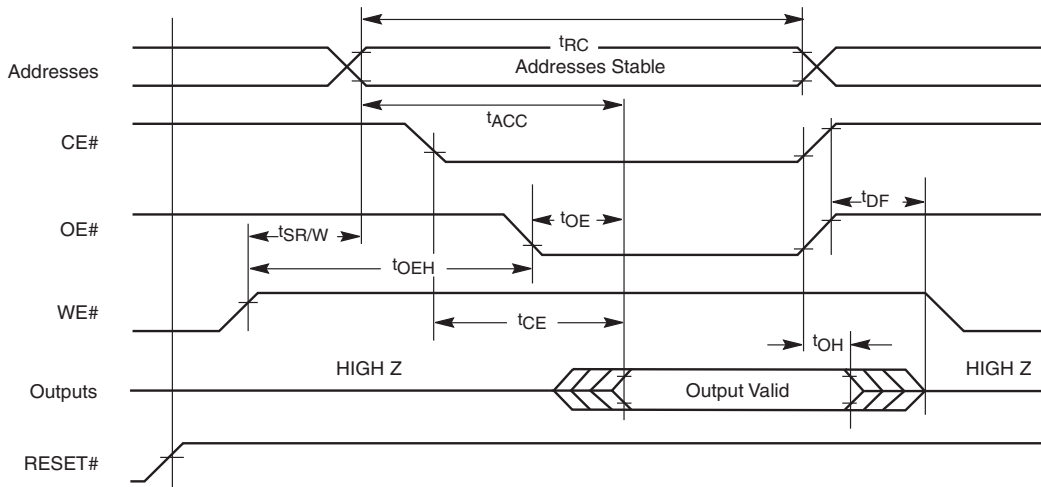 tRC
Addresses
Addresses Stable
tACC
CE#
tDF
tOE
OE#
tSR/W
tOEH
WE#
tCE
tOH
HIGH Z
HIGH Z
Outputs
Output Valid
RESET#